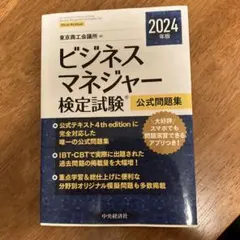 2024
年版
東京商工会議所 編
ビジネス
マネジャー
検定試験®
公式問題集
公式テキスト4th editionに
完全対応した
唯一の公式問題集
IBT・CBTで実際に出題された
過去問題の掲載量を大増!
重点学習&総仕上げに便利な
分野別オリジナル模擬問題も多数掲載
大好評、
スマホでも
問題演習できる
アプリつき!
中央経済社